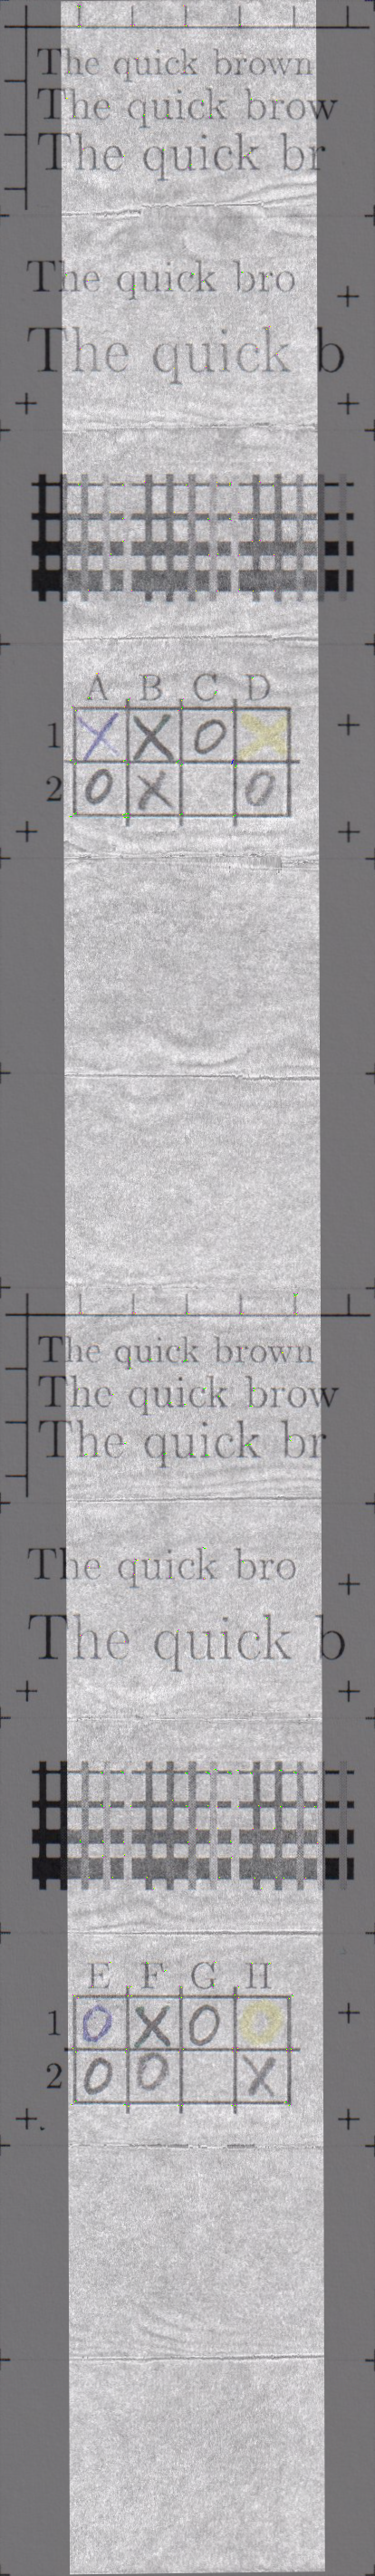 The quick brown
The quick brow
The quick br
The quick bro
The quick b
A B C D
1 X X O X
2 O X O
The quick brown
The quick brow
The quick br
The quick bro
The quick b
E F G H
1 O X O O
2 O O X